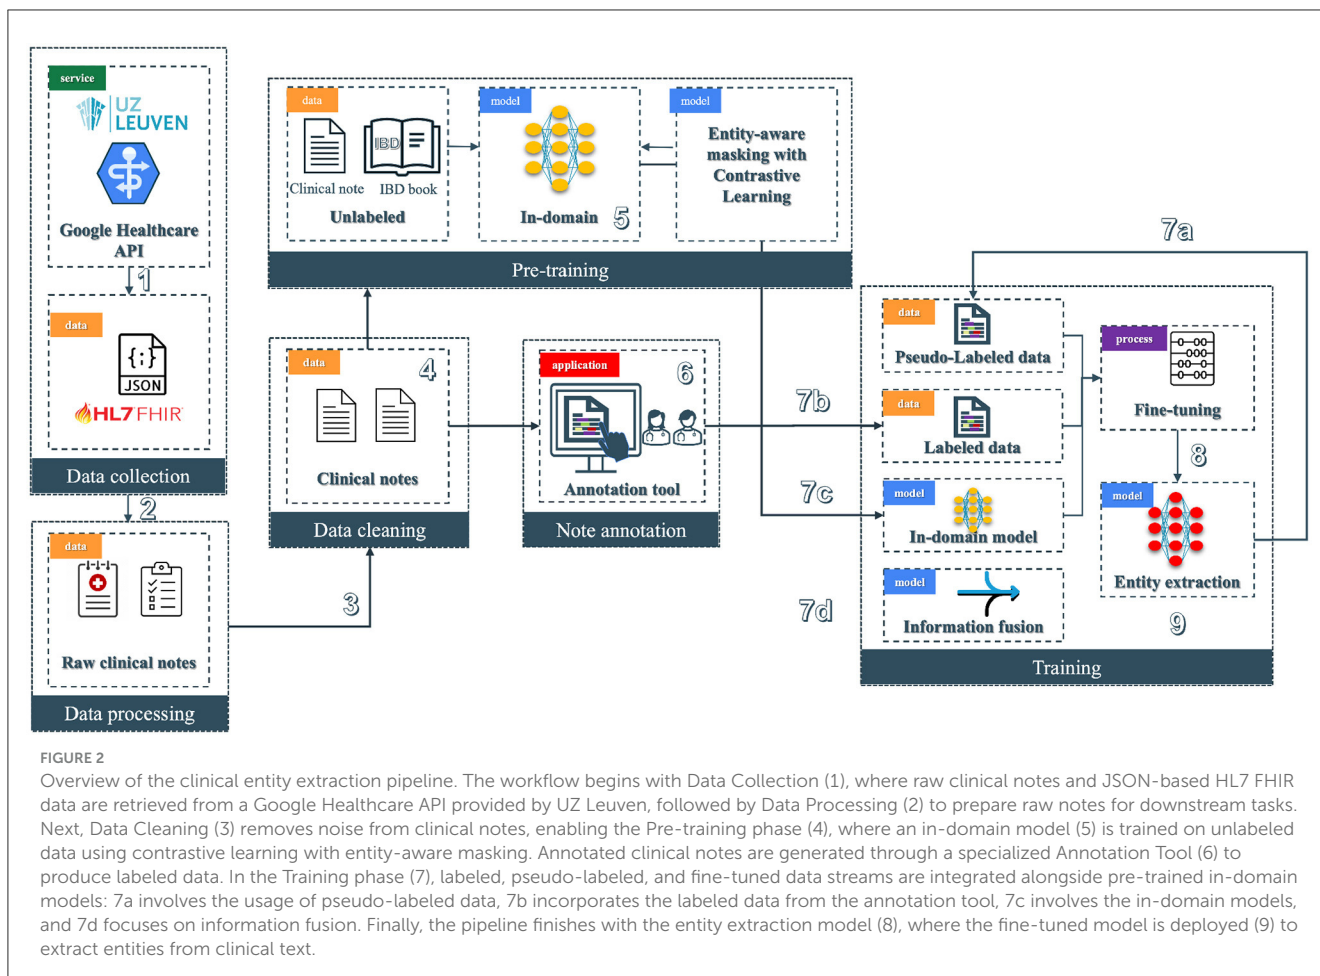 service
UZ
LEUVEN
Google Healthcare
API
1
data
{:}
JSON
HL7 FHIR
Data collection
2
data
Raw clinical notes
Data processing
3
data
4
Clinical notes
Data cleaning
data
IBD
Clinical note
IBD book
Unlabeled
model
In-domain
5
model
Entity-aware
masking with
Contrastive
Learning
Pre-training
application
6
Annotation tool
Note annotation
7a
7b
7c
7d
data
Pseudo-Labeled data
data
Labeled data
model
In-domain model
model
Information fusion
process
Fine-tuning
8
model
Entity extraction
9
Training
FIGURE 2
Overview of the clinical entity extraction pipeline. The workflow begins with Data Collection (1), where raw clinical notes and JSON-based HL7 FHIR
data are retrieved from a Google Healthcare API provided by UZ Leuven, followed by Data Processing (2) to prepare raw notes for downstream tasks.
Next, Data Cleaning (3) removes noise from clinical notes, enabling the Pre-training phase (4), where an in-domain model (5) is trained on unlabeled
data using contrastive learning with entity-aware masking. Annotated clinical notes are generated through a specialized Annotation Tool (6) to
produce labeled data. In the Training phase (7), labeled, pseudo-labeled, and fine-tuned data streams are integrated alongside pre-trained in-domain
models: 7a involves the usage of pseudo-labeled data, 7b incorporates the labeled data from the annotation tool, 7c involves the in-domain models,
and 7d focuses on information fusion. Finally, the pipeline finishes with the entity extraction model (8), where the fine-tuned model is deployed (9) to
extract entities from clinical text.